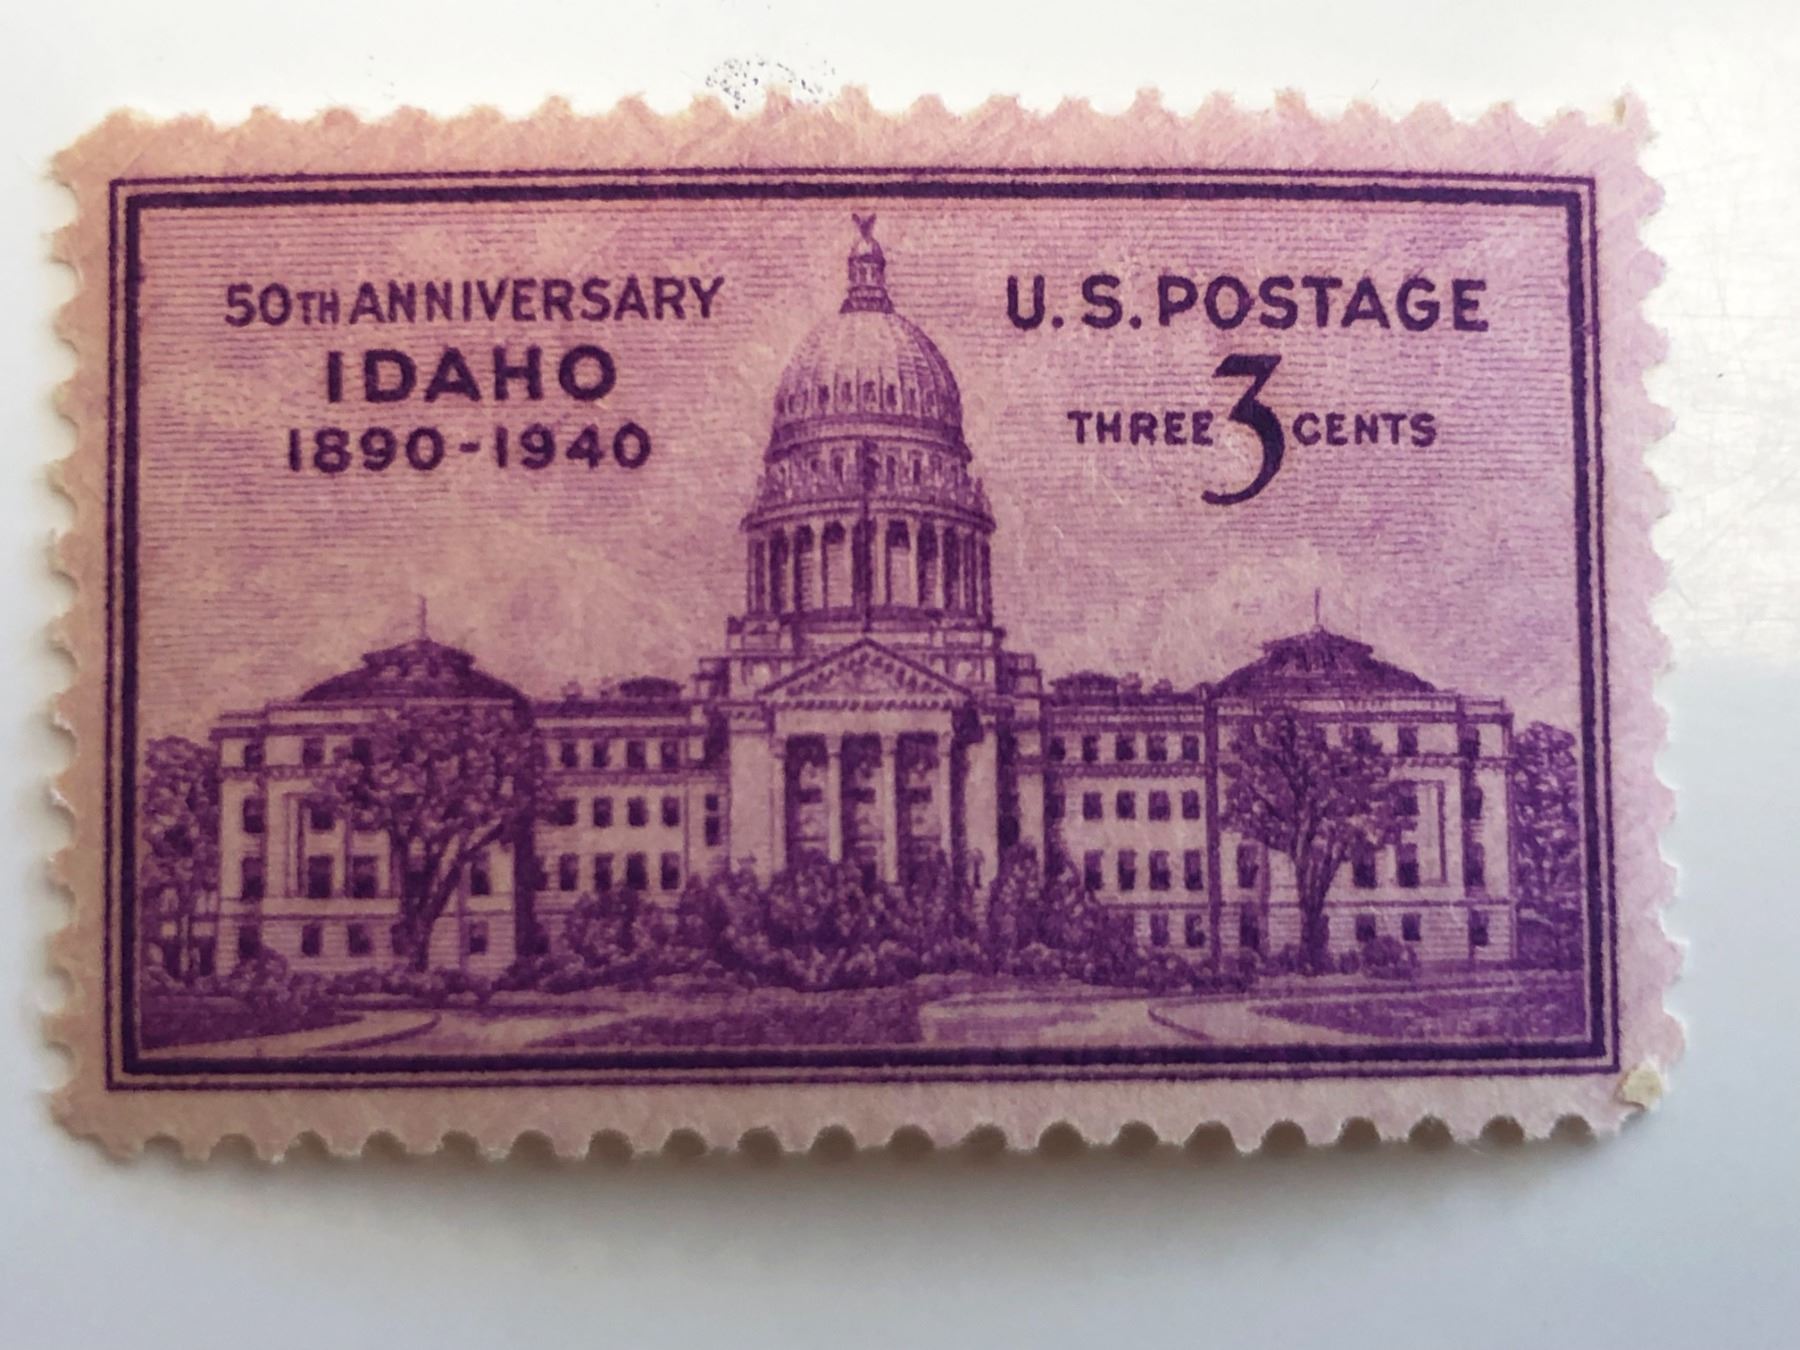 50TH ANNIVERSARY
IDAHO
1890-1940
U.S. POSTAGE
THREE 3 CENTS